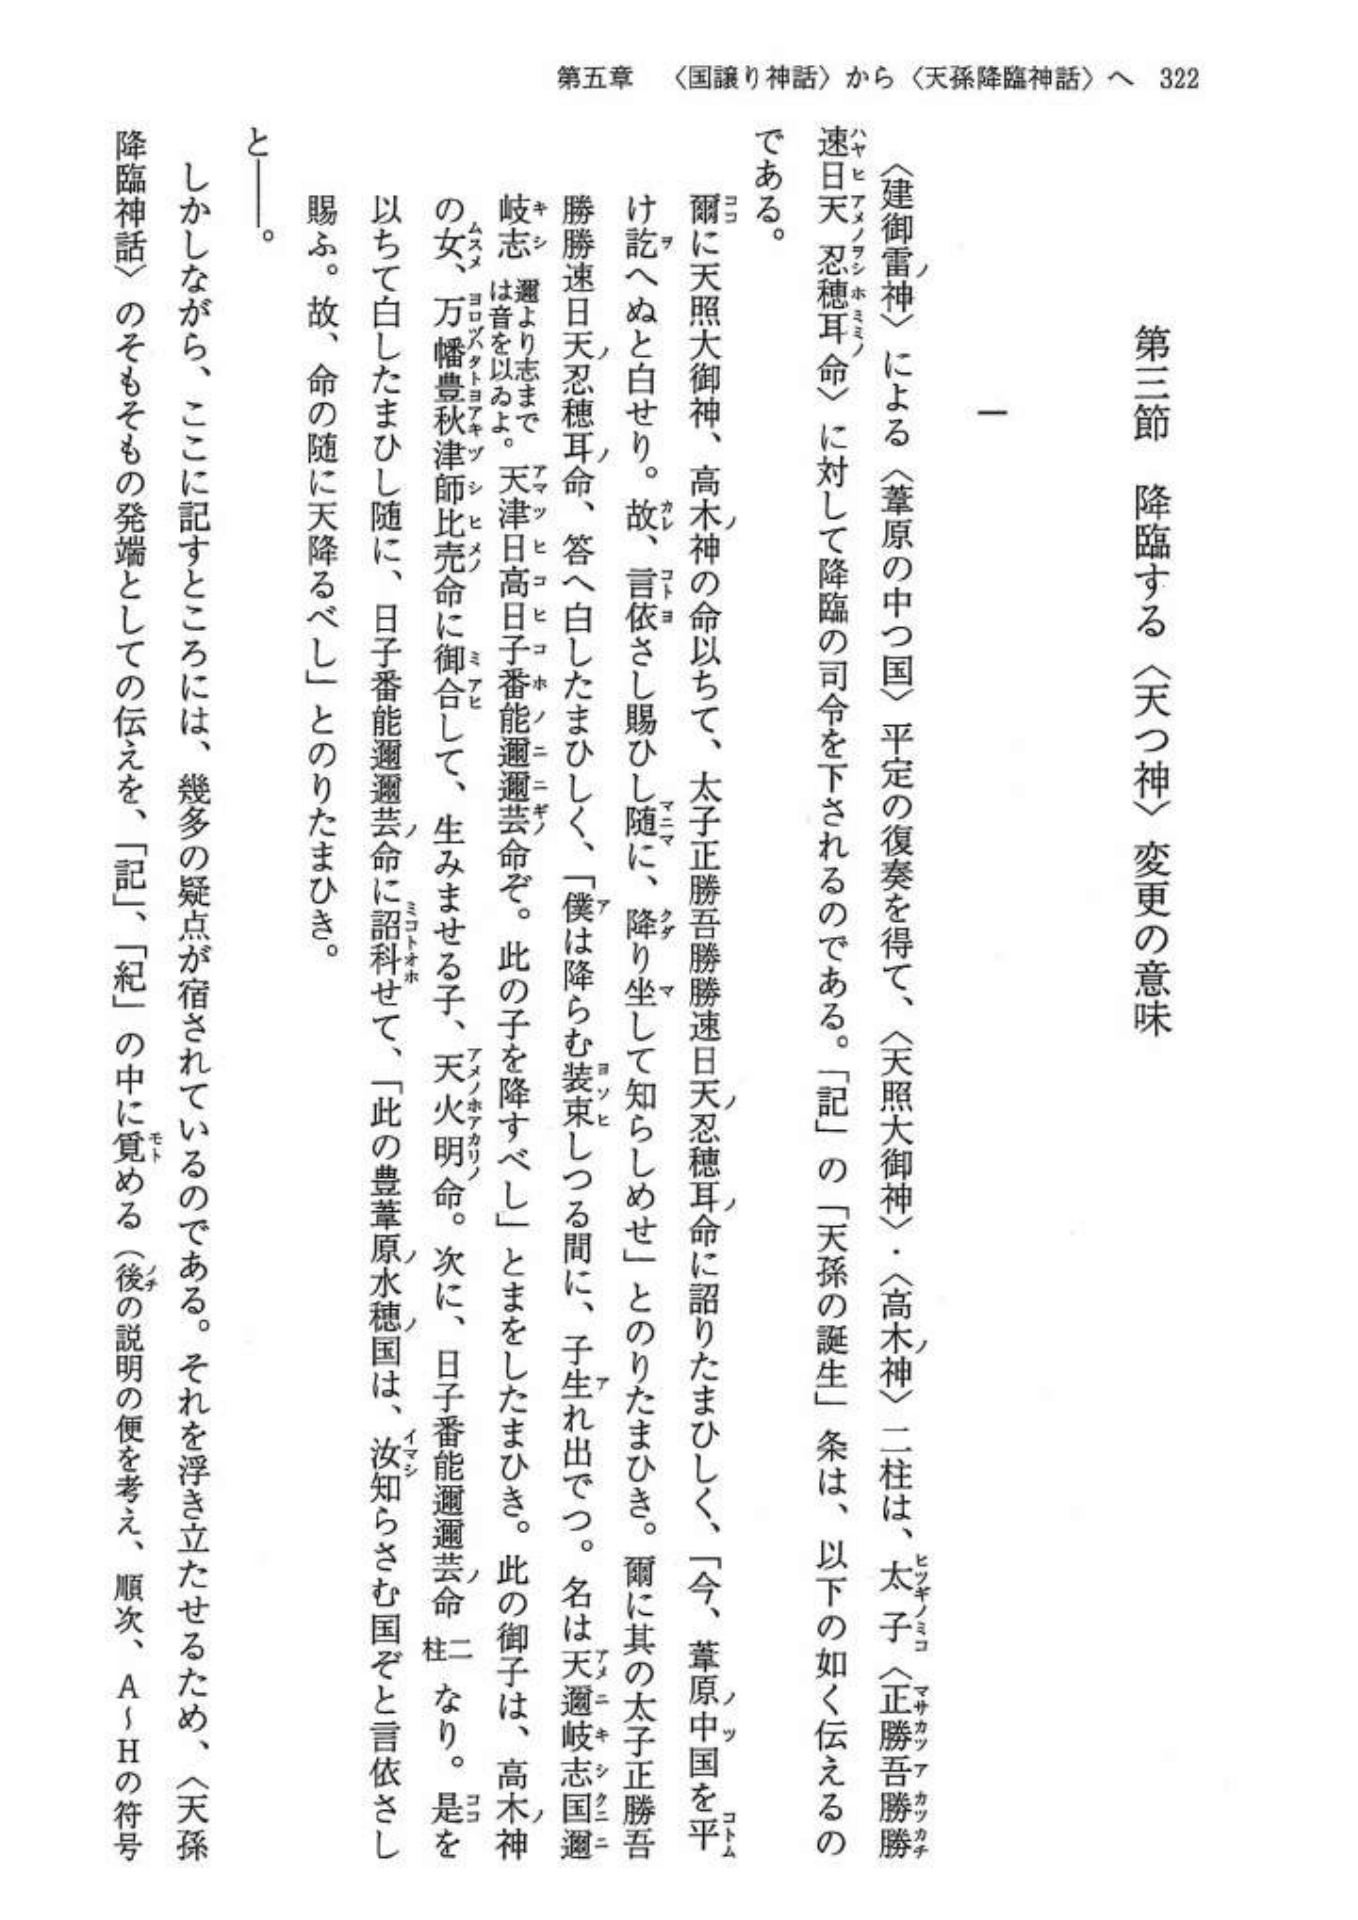 第五章 〈国譲り神話〉から〈天孫降臨神話〉へ 322
第三節 降臨する〈天つ神〉変更の意味
一
〈建御雷ノ神〉による〈葦原の中つ国〉平定の復奏を得て、〈天照大御神〉・〈高木ノ神〉二柱は、太子〈正勝吾勝勝
速日天忍穂耳命〉に対して降臨の司令を下されるのである。「記」の「天孫の誕生」条は、以下の如く伝えるの
である。
爾に天照大御神、高木ノ神の命以ちて、太子正勝吾勝勝速日天ノ忍穂耳ノ命に詔りたまひしく、「今、葦原ノ中ツ国を平
け訖へぬと白せり。故、言依さし賜ひし随に、降り坐して知らしめせ」とのりたまひき。爾に其の太子正勝吾
勝勝速日天ノ忍穂耳ノ命、答へ白したまひしく、「僕は降らむ装束しつる間に、子生れ出でつ。名は天邇岐志国邇
岐志 邇より志まで は音を以ゐよ。 天津日高日子番能邇邇芸命ぞ。此の子を降すべし」とまをしたまひき。此の御子は、高木ノ神
の女、万幡豊秋津師比売命に御合して、生みませる子、天火明命。次に、日子番能邇邇芸ノ命 二柱 なり。是を
以ちて白したまひし随に、日子番能邇邇芸ノ命に詔科せて、「此の豊葦原ノ水穂ノ国は、汝知らさむ国ぞと言依さし
賜ふ。故、命の随に天降るべし」とのりたまひき。
と――。
しかしながら、ここに記すところには、幾多の疑点が宿されているのである。それを浮き立たせるため、〈天孫
降臨神話〉のそもそもの発端としての伝えを、「記」、「紀」の中に覓める（後の説明の便を考え、順次、A～Hの符号